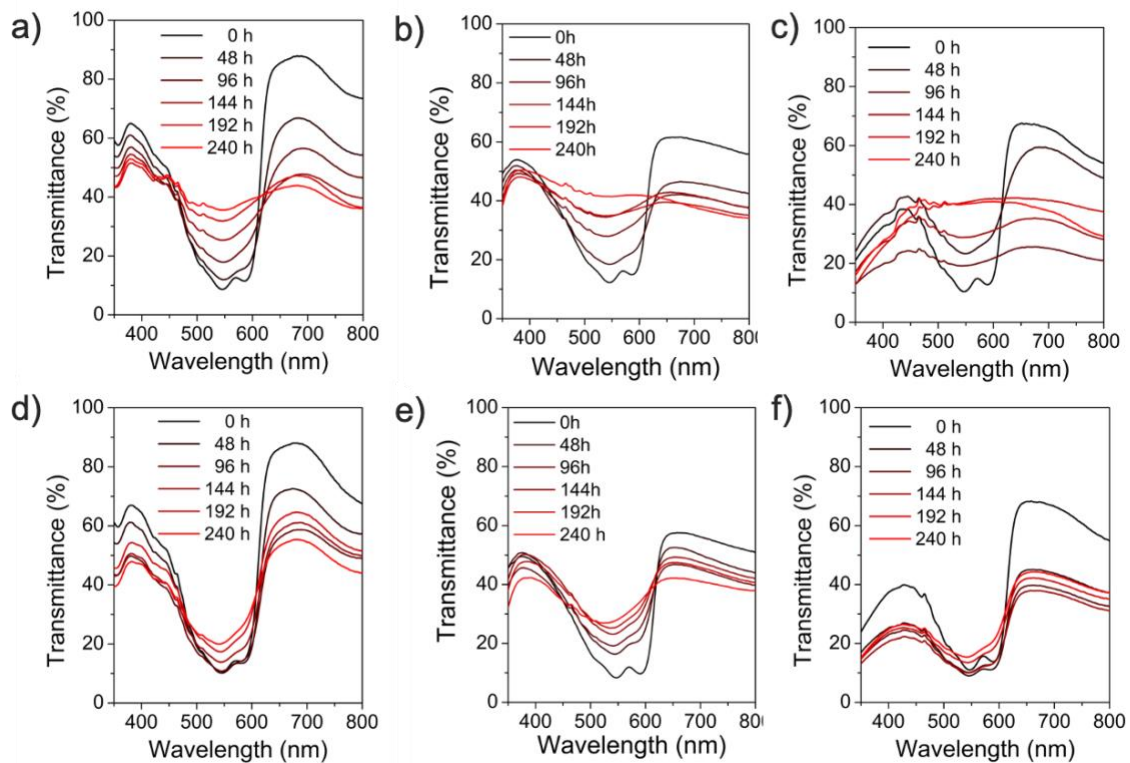 a)
100
80
60
40
20
0
Transmittance (%)
0 h
48 h
96 h
144 h
192 h
240 h
400 500 600 700 800
Wavelength (nm)
b)
100
80
60
40
20
0
Transmittance (%)
0h
48h
96h
144h
192h
240h
400 500 600 700 800
Wavelength (nm)
c)
100
80
60
40
20
0
Transmittance (%)
0 h
48 h
96 h
144 h
192 h
240 h
400 500 600 700 800
Wavelength (nm)
d)
100
80
60
40
20
0
Transmittance (%)
0 h
48 h
96 h
144 h
192 h
240 h
400 500 600 700 800
Wavelength (nm)
e)
100
80
60
40
20
0
Transmittance (%)
0h
48h
96h
144h
192h
240 h
400 500 600 700 800
Wavelength (nm)
f)
100
80
60
40
20
0
Transmittance (%)
0 h
48 h
96 h
144 h
192 h
240 h
400 500 600 700 800
Wavelength (nm)